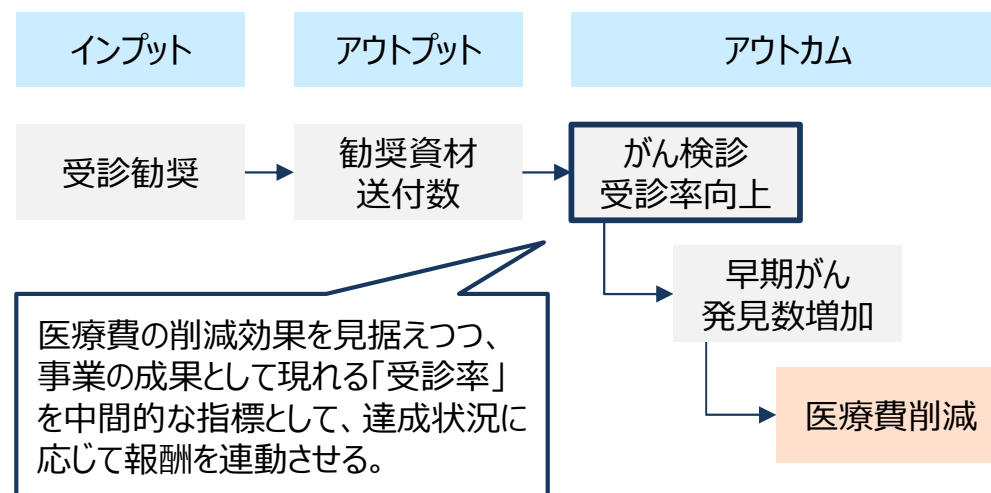 インプット
アウトプット
アウトカム
受診勧奨
勧奨資材
送付数
がん検診
受診率向上
早期がん
発見数増加
医療費削減
医療費の削減効果を見据えつつ、
事業の成果として現れる「受診率」
を中間的な指標として、達成状況に
応じて報酬を連動させる。